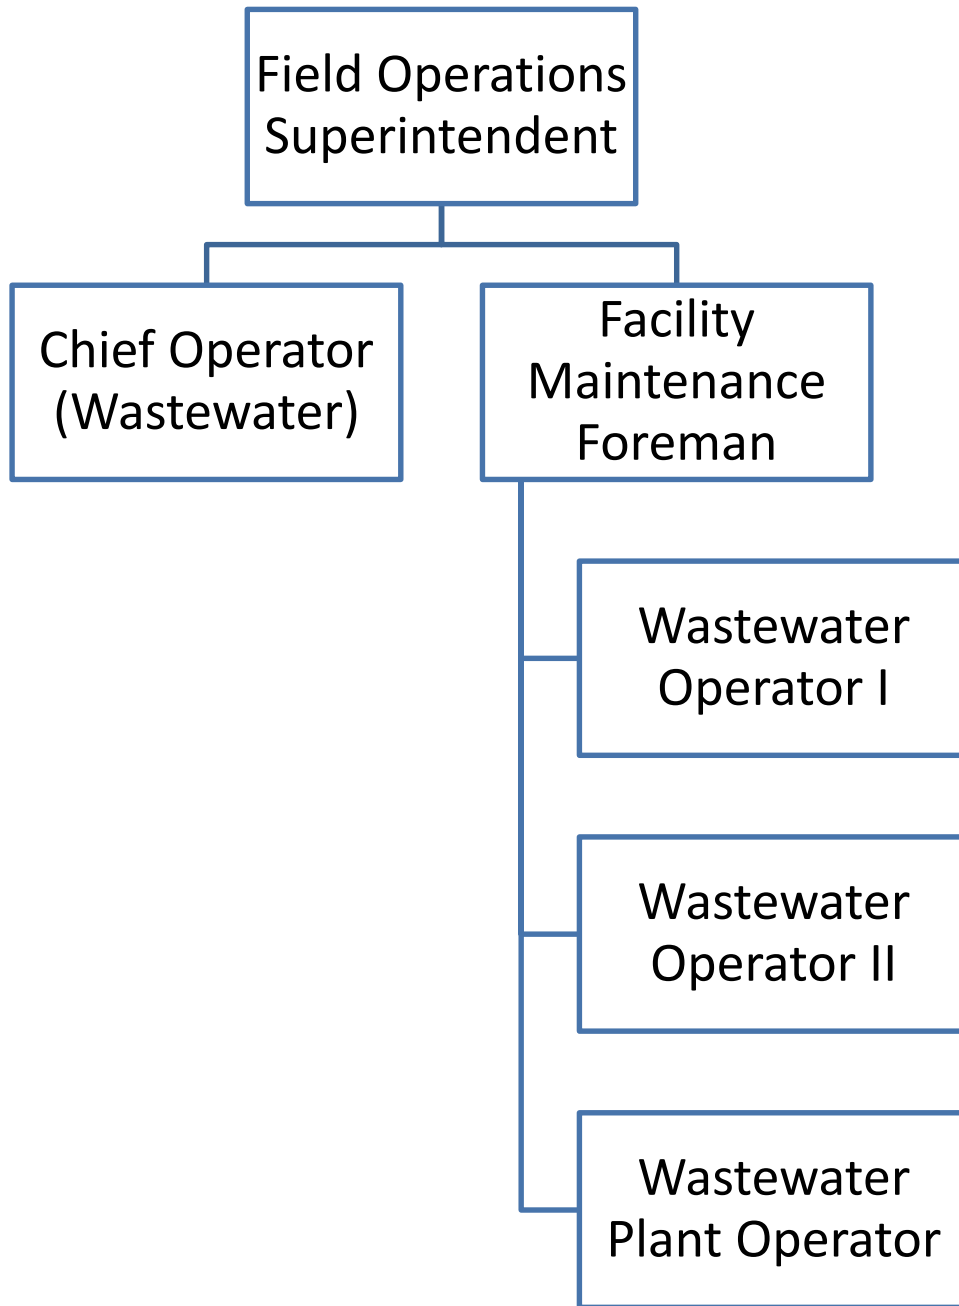 Field Operations
Superintendent
Chief Operator
(Wastewater)
Facility
Maintenance
Foreman
Wastewater
Operator I
Wastewater
Operator II
Wastewater
Plant Operator